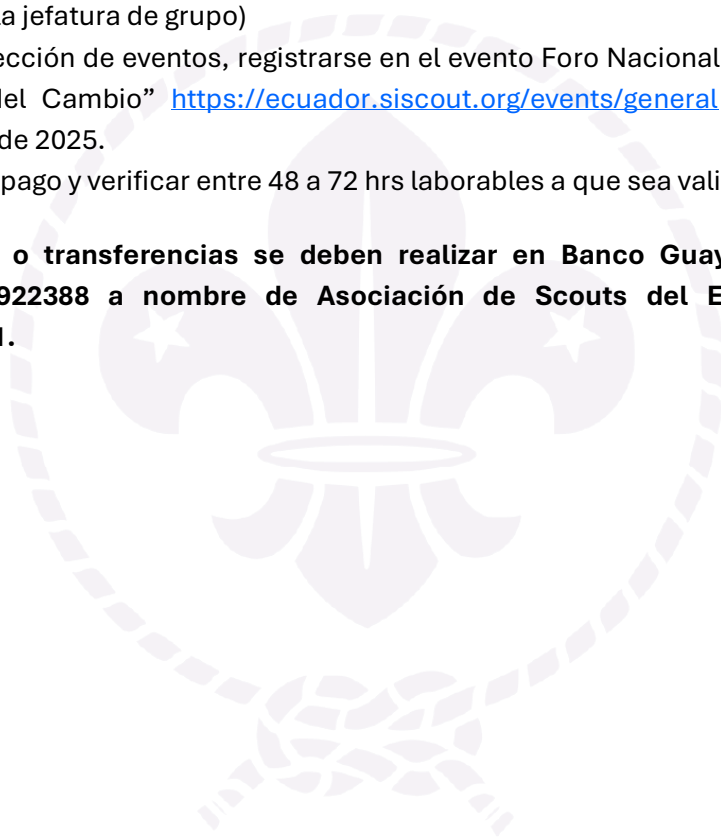 la jefatura de grupo)
ección de eventos, registrarse en el evento Foro Nacional
del Cambio” https://ecuador.siscout.org/events/general
de 2025.
pago y verificar entre 48 a 72 hrs laborables a que sea vali
o transferencias se deben realizar en Banco Guay
922388 a nombre de Asociación de Scouts del E